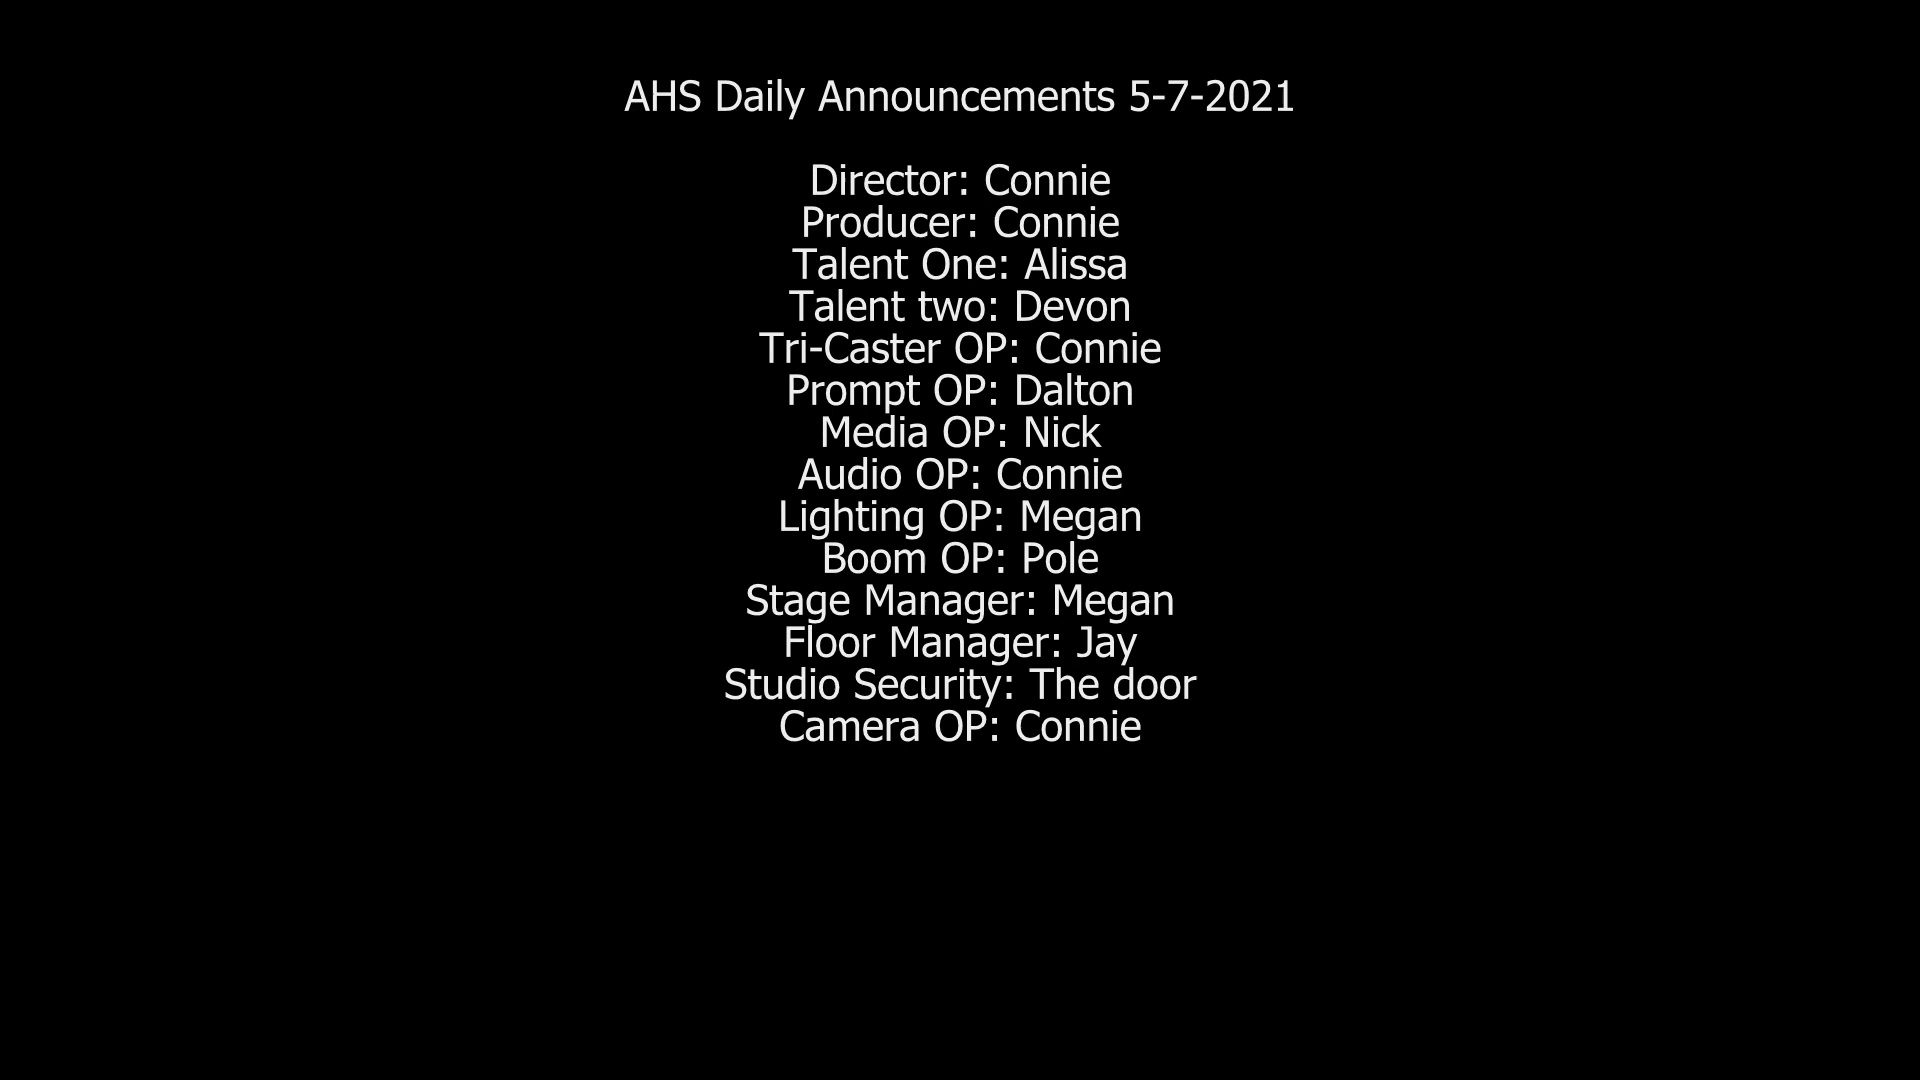 AHS Daily Announcements 5-7-2021
Director: Connie
Producer: Connie
Talent One: Alissa
Talent two: Devon
Tri-Caster OP: Connie
Prompt OP: Dalton
Media OP: Nick
Audio OP: Connie
Lighting OP: Megan
Boom OP: Pole
Stage Manager: Megan
Floor Manager: Jay
Studio Security: The door
Camera OP: Connie